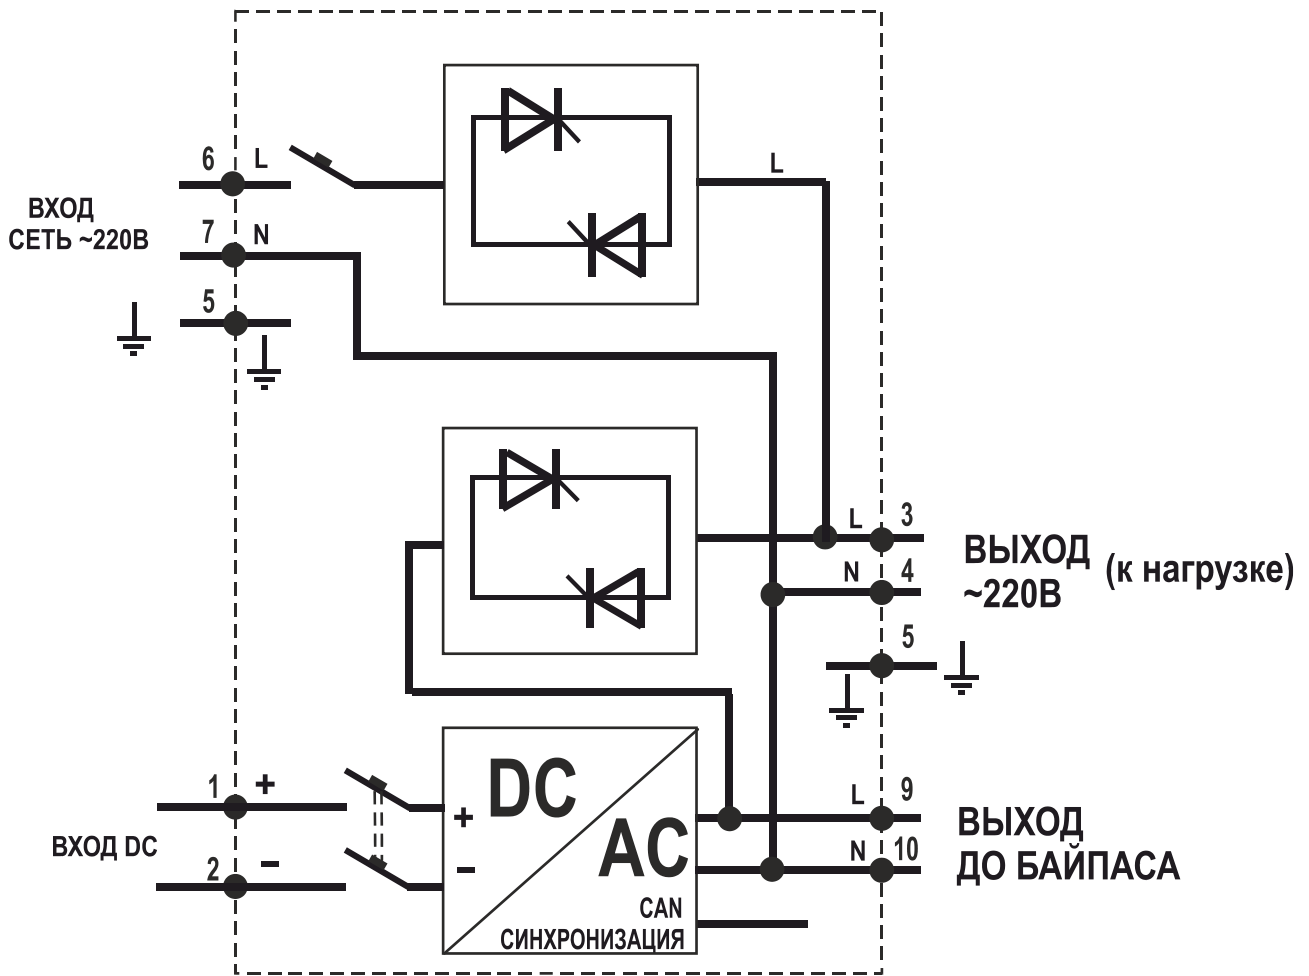 6 L
L
ВХОД
СЕТЬ ~220В
7 N
5
L 3
ВЫХОД (к нагрузке)
~220В
N 4
5
1 +
DC
L 9
ВЫХОД
ДО БАЙПАСА
+
AC
N 10
ВХОД DC
2 −
−
CAN
СИНХРОНИЗАЦИЯ